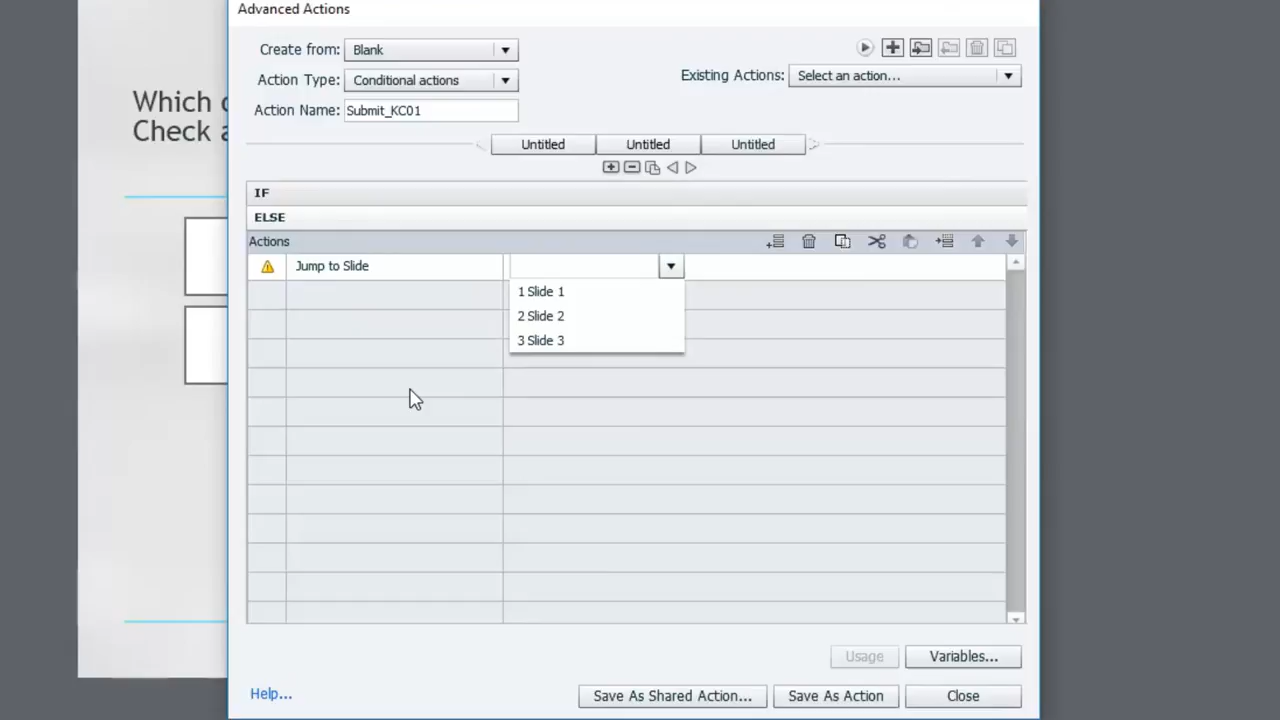 Advanced Actions
Create from: Blank
Action Type: Conditional actions
Existing Actions: Select an action...
Action Name: Submit_KC01
Which
Check
Untitled Untitled Untitled
IF
ELSE
Actions
Jump to Slide
1 Slide 1
2 Slide 2
3 Slide 3
Usage Variables...
Help... Save As Shared Action... Save As Action Close